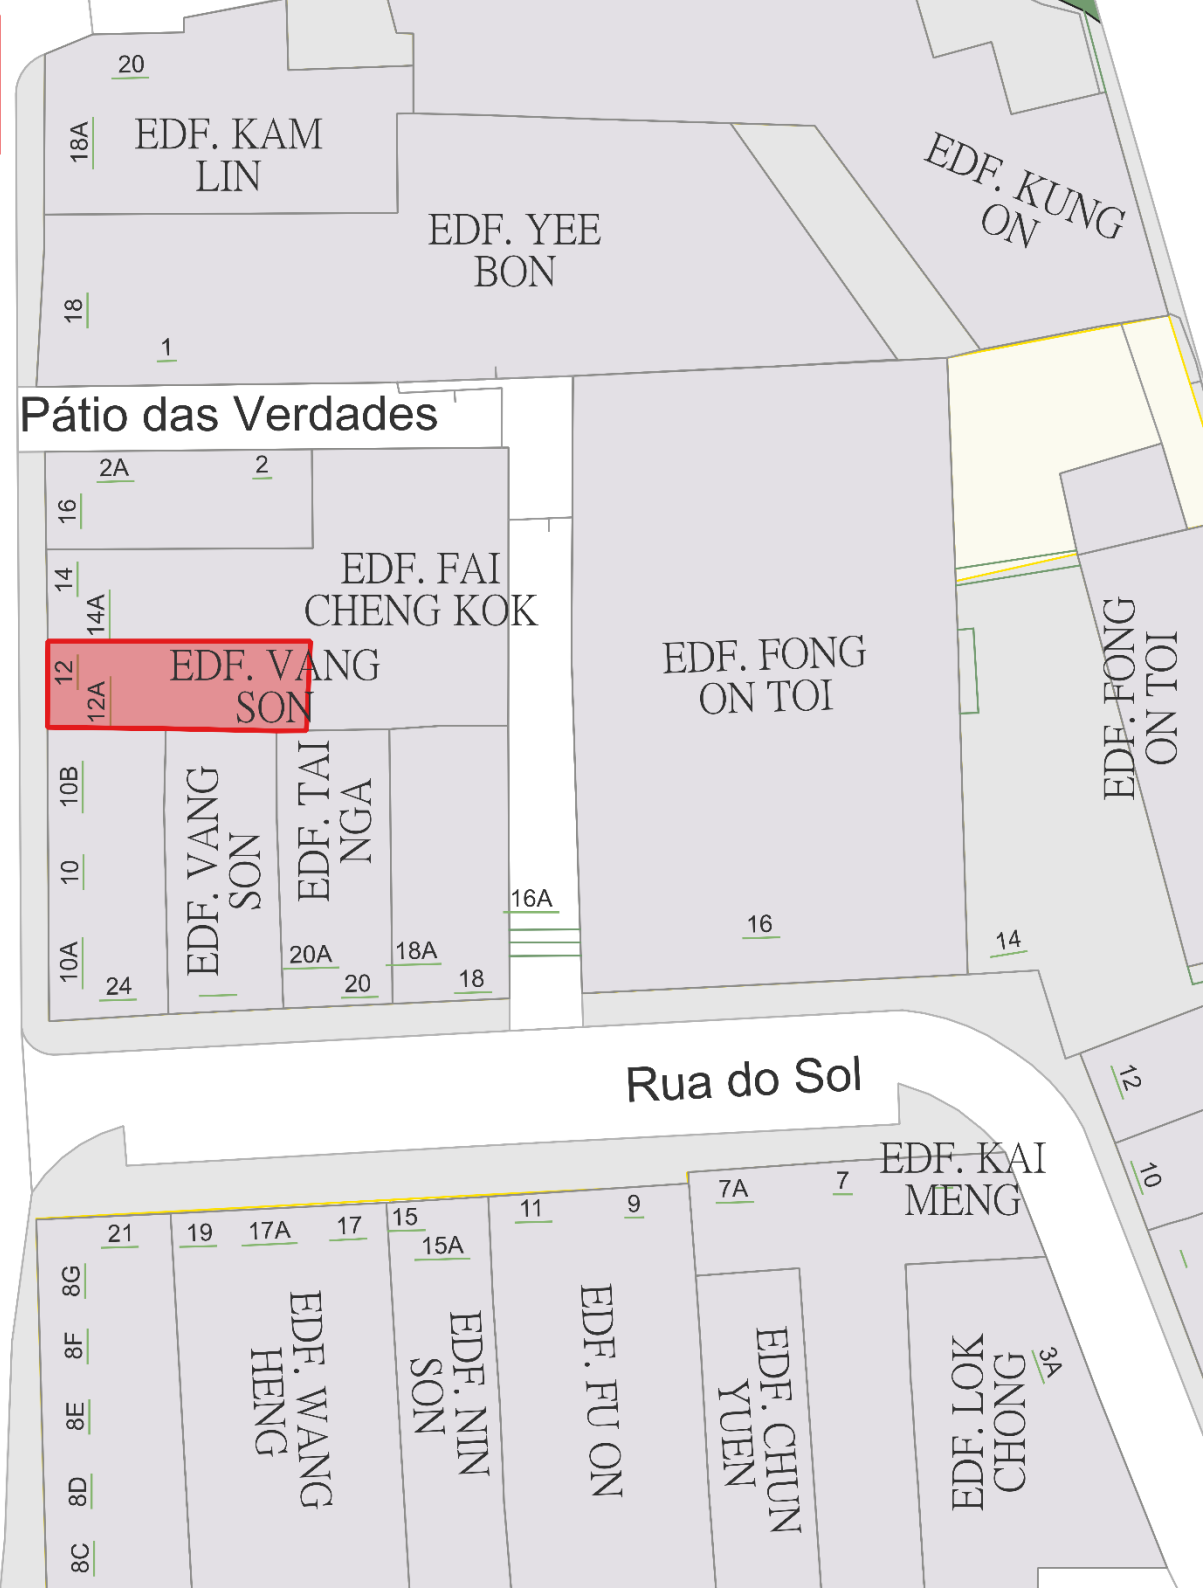 20
18A
EDF. KAM
LIN
EDF. KUNG
ON
EDF. YEE
BON
18
1
Pátio das Verdades
2A
2
16
14
14A
EDF. FAI
CHENG KOK
12
12A
EDF. VANG
SON
EDF. FONG
ON TOI
EDF. FONG
ON TOI
10B
10
10A
24
EDF. VANG
SON
EDF. TAI
NGA
20A
20
18A
18
16A
16
14
Rua do Sol
12
10
EDF. KAI
MENG
21
19
17A
17
15
15A
11
9
7A
7
8G
8F
8E
8D
8C
EDF. WANG
HENG
EDF. NIN
SON
EDF. FU ON
EDF. CHUN
YUEN
EDF. LOK
CHONG
3A